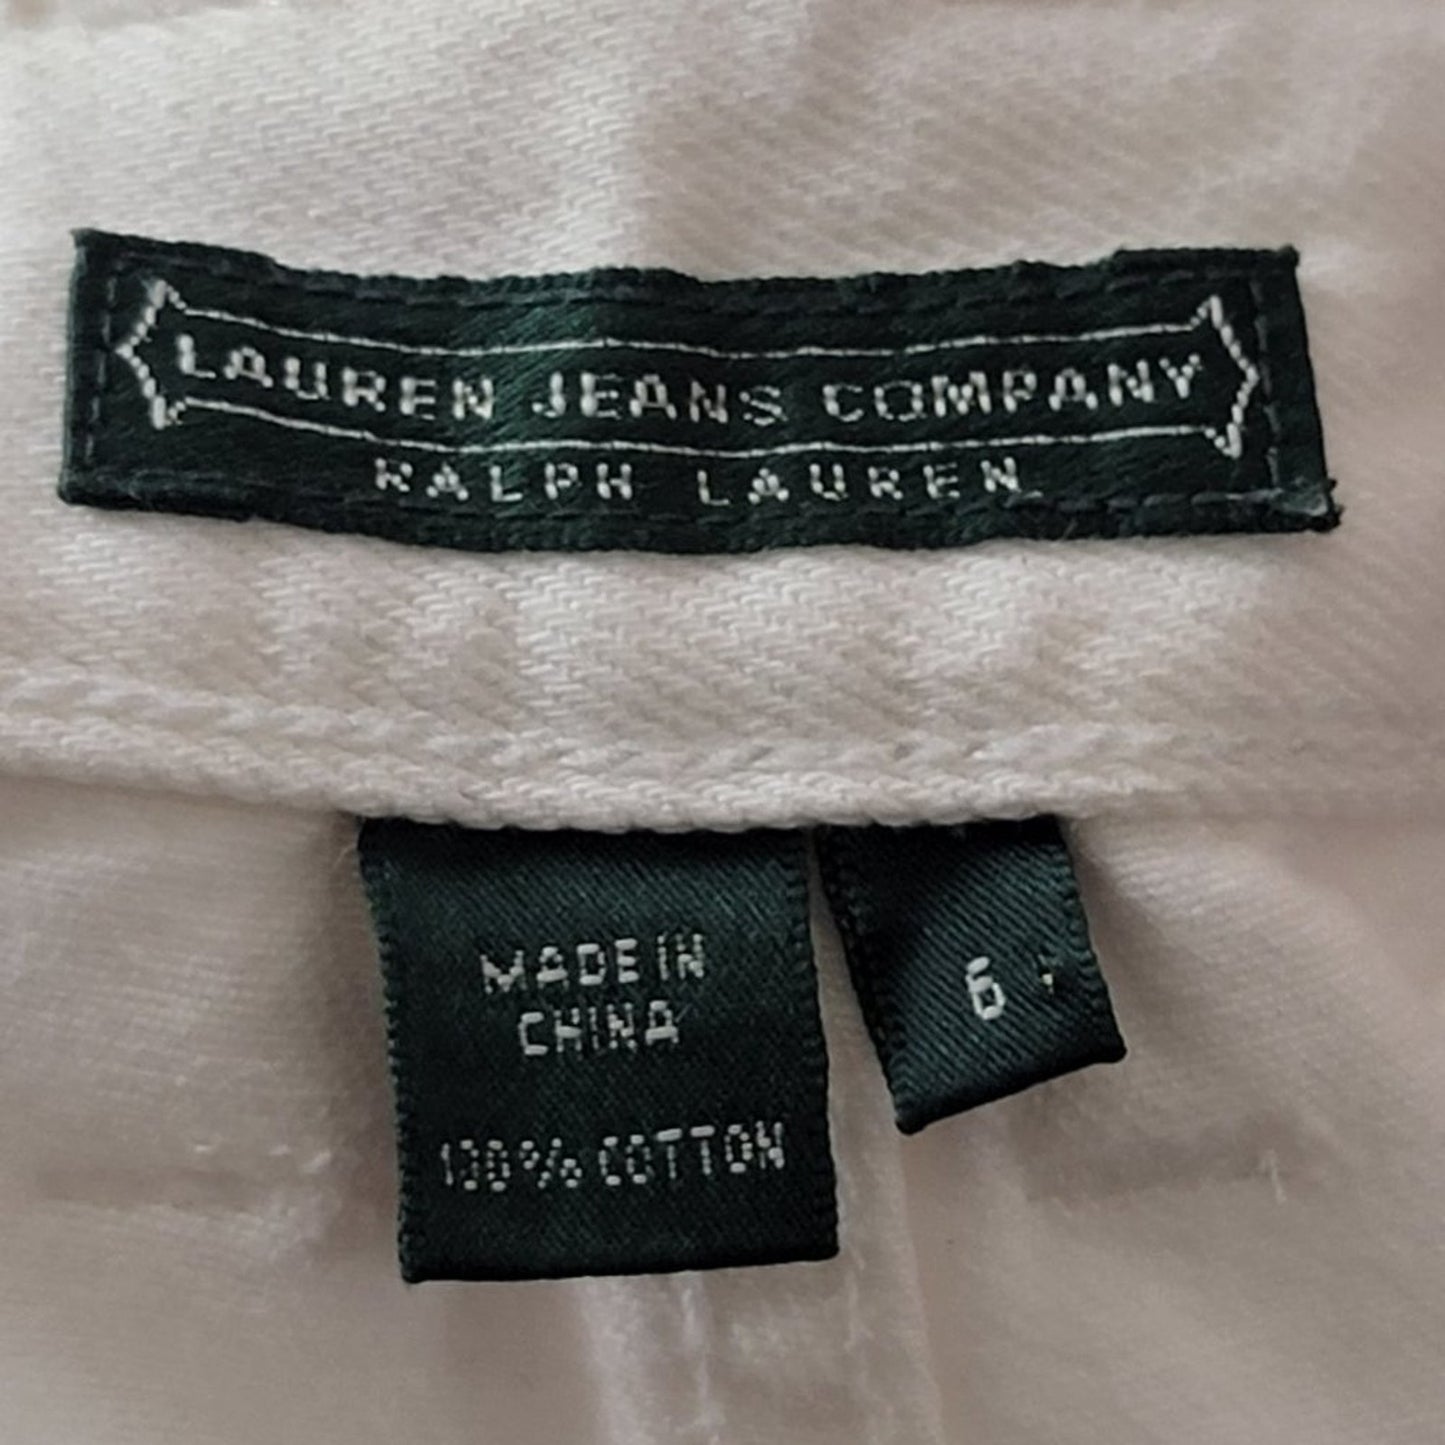 LAUREN JEANS COMPANY
RALPH LAUREN
MADE IN
CHINA
100% COTTON
6